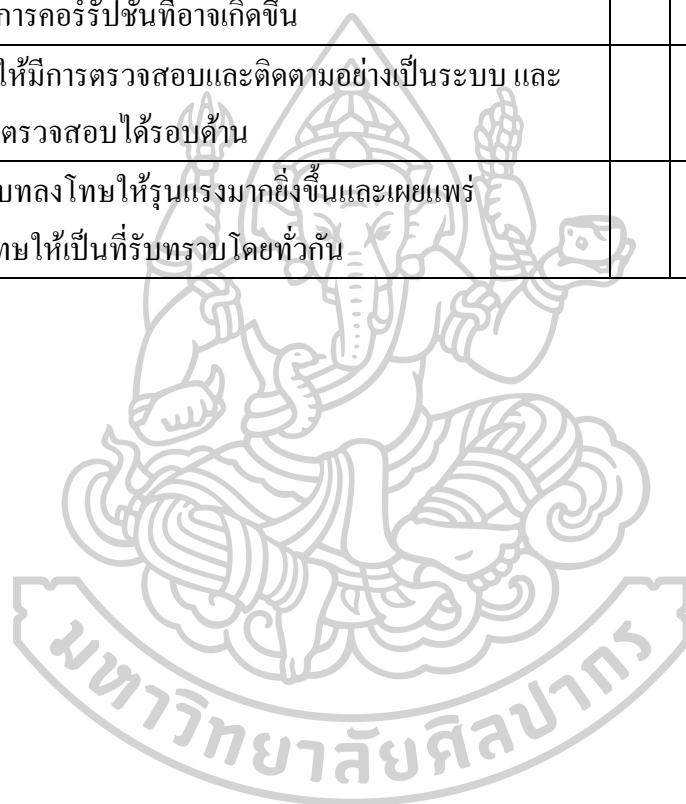 การคอร์รัปชันที่อาจเกิดขึ้น
ให้มีการตรวจสอบและติดตามอย่างเป็นระบบ และ
ตรวจสอบได้รอบด้าน
บทลงโทษให้รุนแรงมากยิ่งขึ้นและเผยแพร่
ทษให้เป็นที่รับทราบโดยทั่วกัน
มหาวิทยาลัยศิลปากร